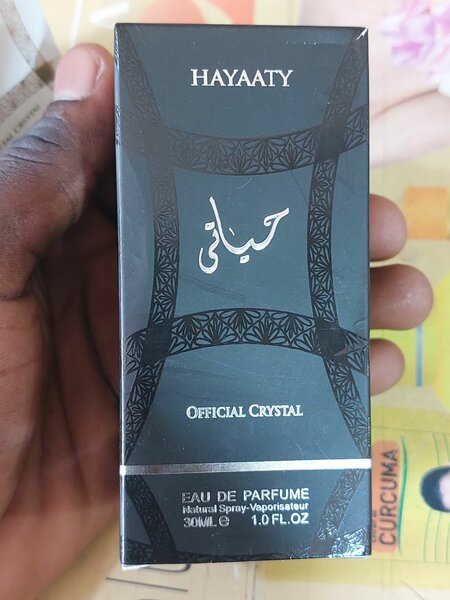 HAYAATY
حياتي
OFFICIAL CRYSTAL
EAU DE PARFUME
Natural Spray-Vaporisateur
30ML e 1.0 FL.OZ
CURCUMA